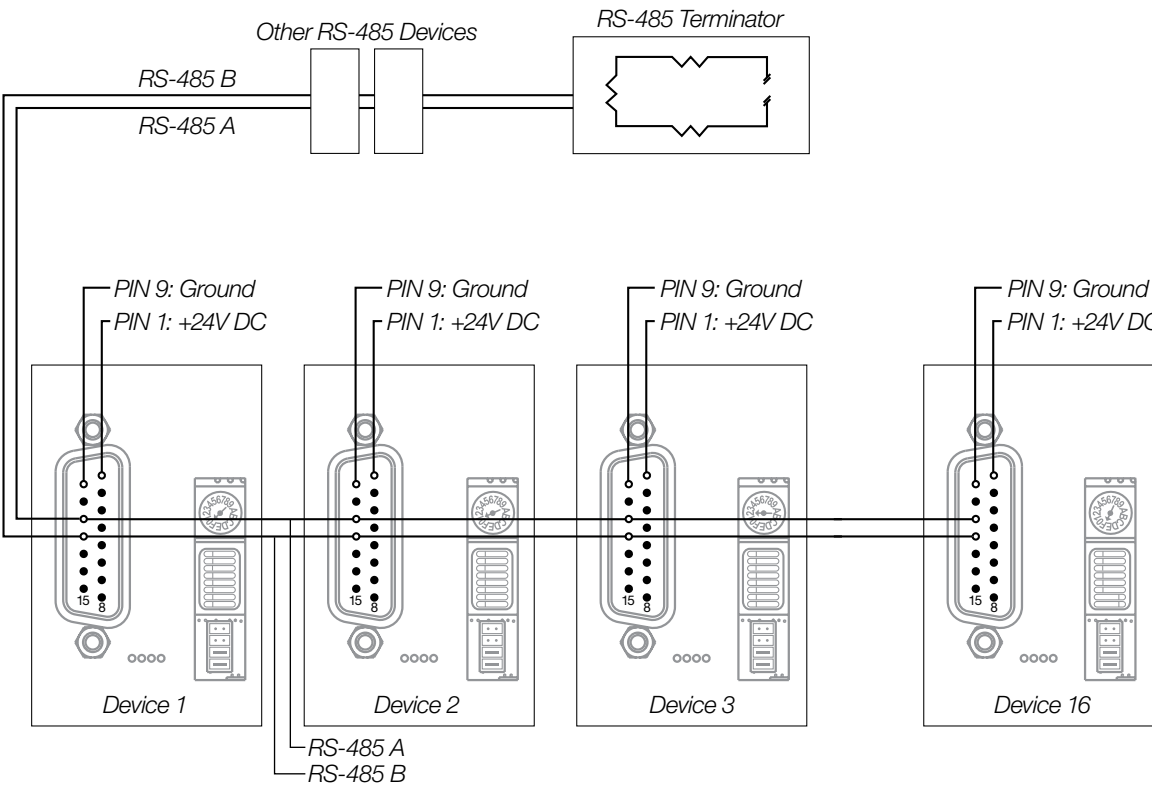 RS-485 Terminator
Other RS-485 Devices
RS-485 B
RS-485 A
PIN 9: Ground
PIN 1: +24V DC
PIN 9: Ground
PIN 1: +24V DC
PIN 9: Ground
PIN 1: +24V DC
PIN 9: Ground
PIN 1: +24V DC
15
8
15
8
15
8
15
8
Device 1
Device 2
Device 3
Device 16
RS-485 A
RS-485 B